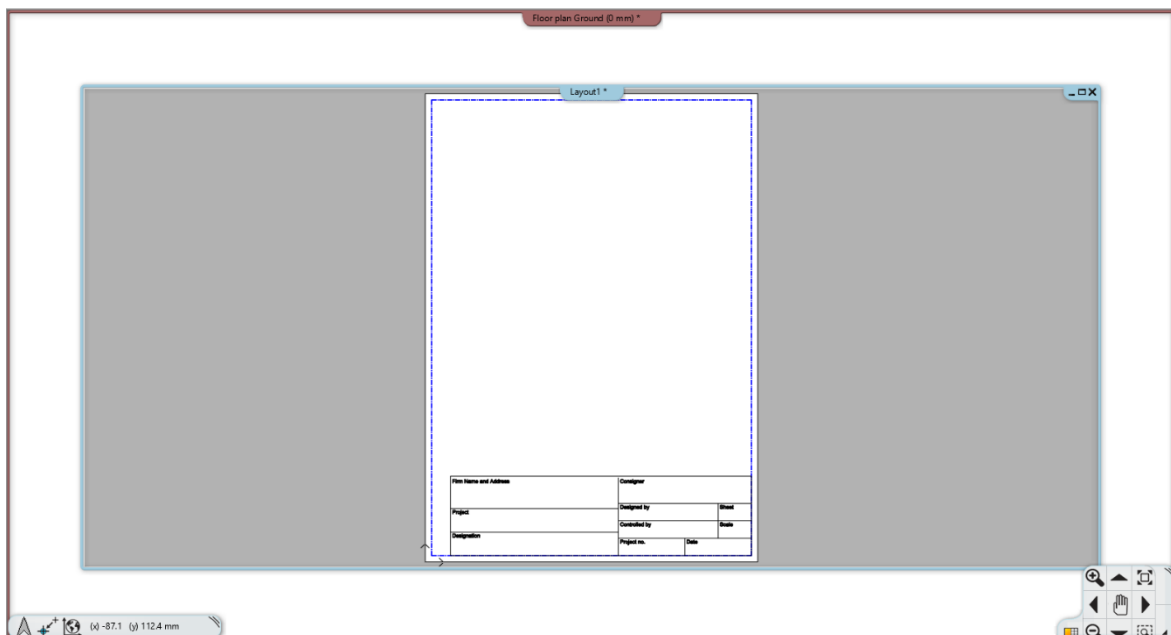 Floor plan Ground (0 mm) *
Layout1 *
Firm Name and Address
Consigner
Designed by
Sheet
Project
Controlled by
Scale
Designation
Project no.
Date
(x) -87.1 (y) 112.4 mm